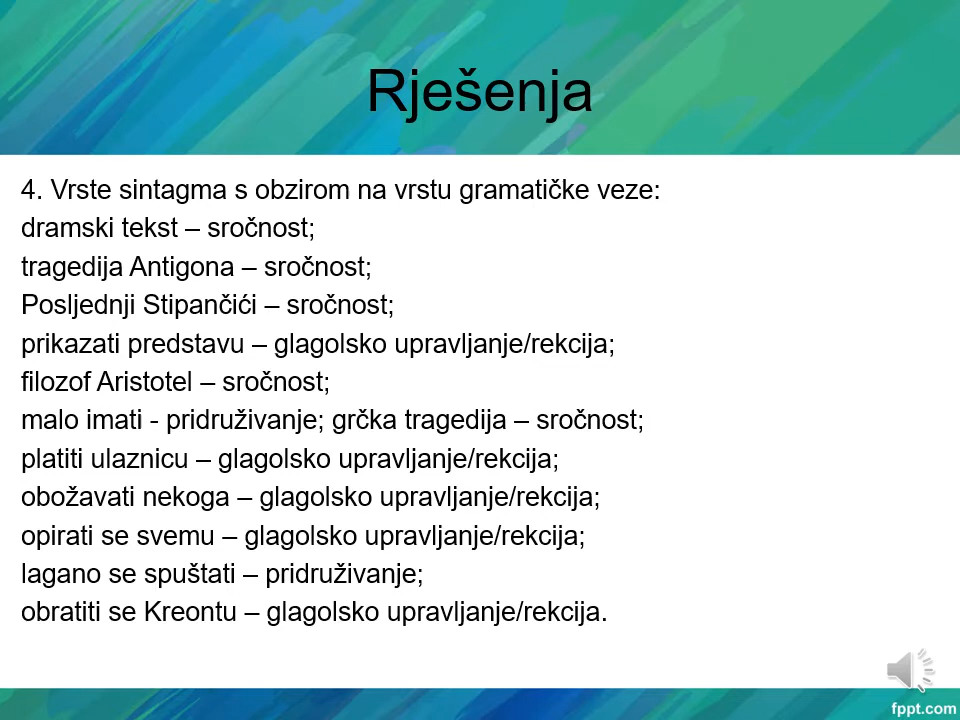 Rješenja
4. Vrste sintagma s obzirom na vrstu gramatičke veze:
dramski tekst – sročnost;
tragedija Antigona – sročnost;
Posljednji Stipančići – sročnost;
prikazati predstavu – glagolsko upravljanje/rekcija;
filozof Aristotel – sročnost;
malo imati - pridruživanje; grčka tragedija – sročnost;
platiti ulaznicu – glagolsko upravljanje/rekcija;
obožavati nekoga – glagolsko upravljanje/rekcija;
opirati se svemu – glagolsko upravljanje/rekcija;
lagano se spuštati – pridruživanje;
obratiti se Kreontu – glagolsko upravljanje/rekcija.
fppt.com